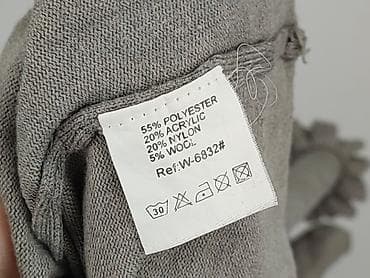 55% POLYESTER
20% ACRYLIC
20% NYLON
5% WOOL
Ref:W-6832#
30